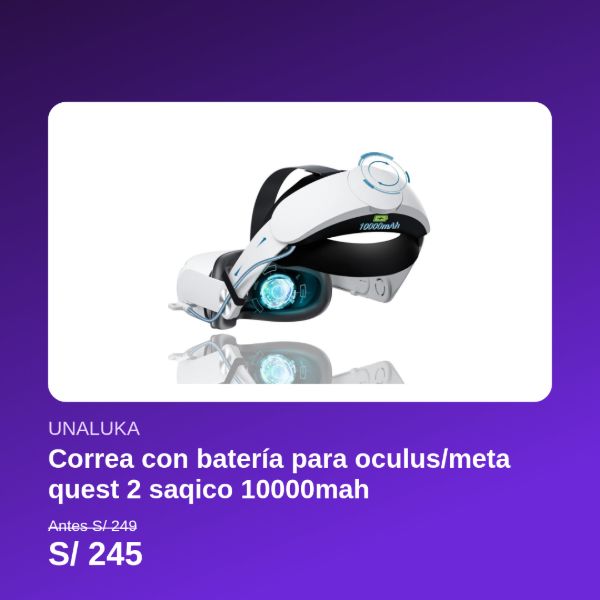 10000mAh
UNALUKA
Correa con batería para oculus/meta
quest 2 saqico 10000mah
Antes S/ 249
S/ 245